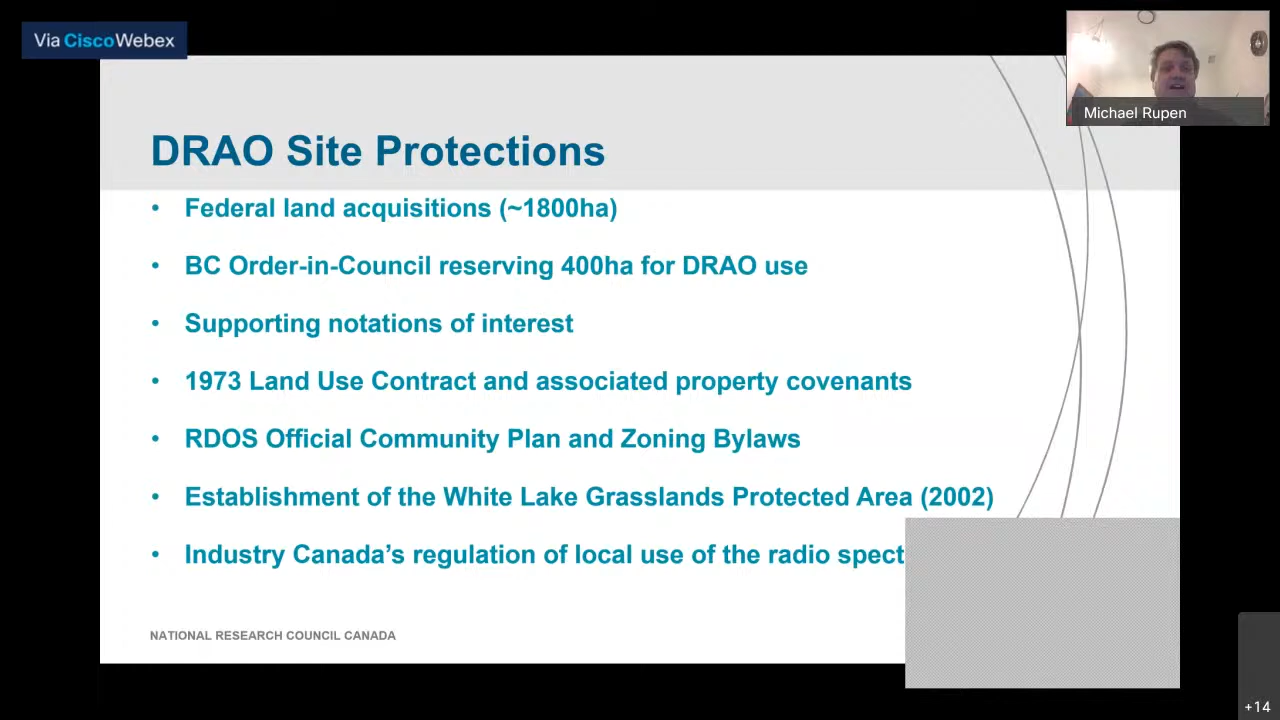 Via CiscoWebex
Michael Rupen
DRAO Site Protections
• Federal land acquisitions (~1800ha)
• BC Order-in-Council reserving 400ha for DRAO use
• Supporting notations of interest
• 1973 Land Use Contract and associated property covenants
• RDOS Official Community Plan and Zoning Bylaws
• Establishment of the White Lake Grasslands Protected Area (2002)
• Industry Canada’s regulation of local use of the radio spect
NATIONAL RESEARCH COUNCIL CANADA
+14